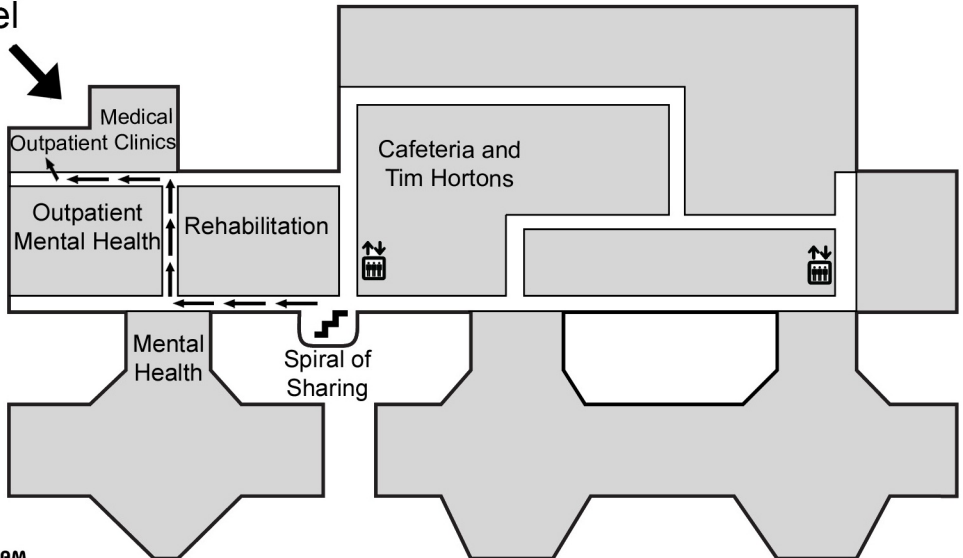 Medical
Outpatient Clinics
Cafeteria and
Tim Hortons
Outpatient
Mental Health
Rehabilitation
Mental
Health
Spiral of
Sharing